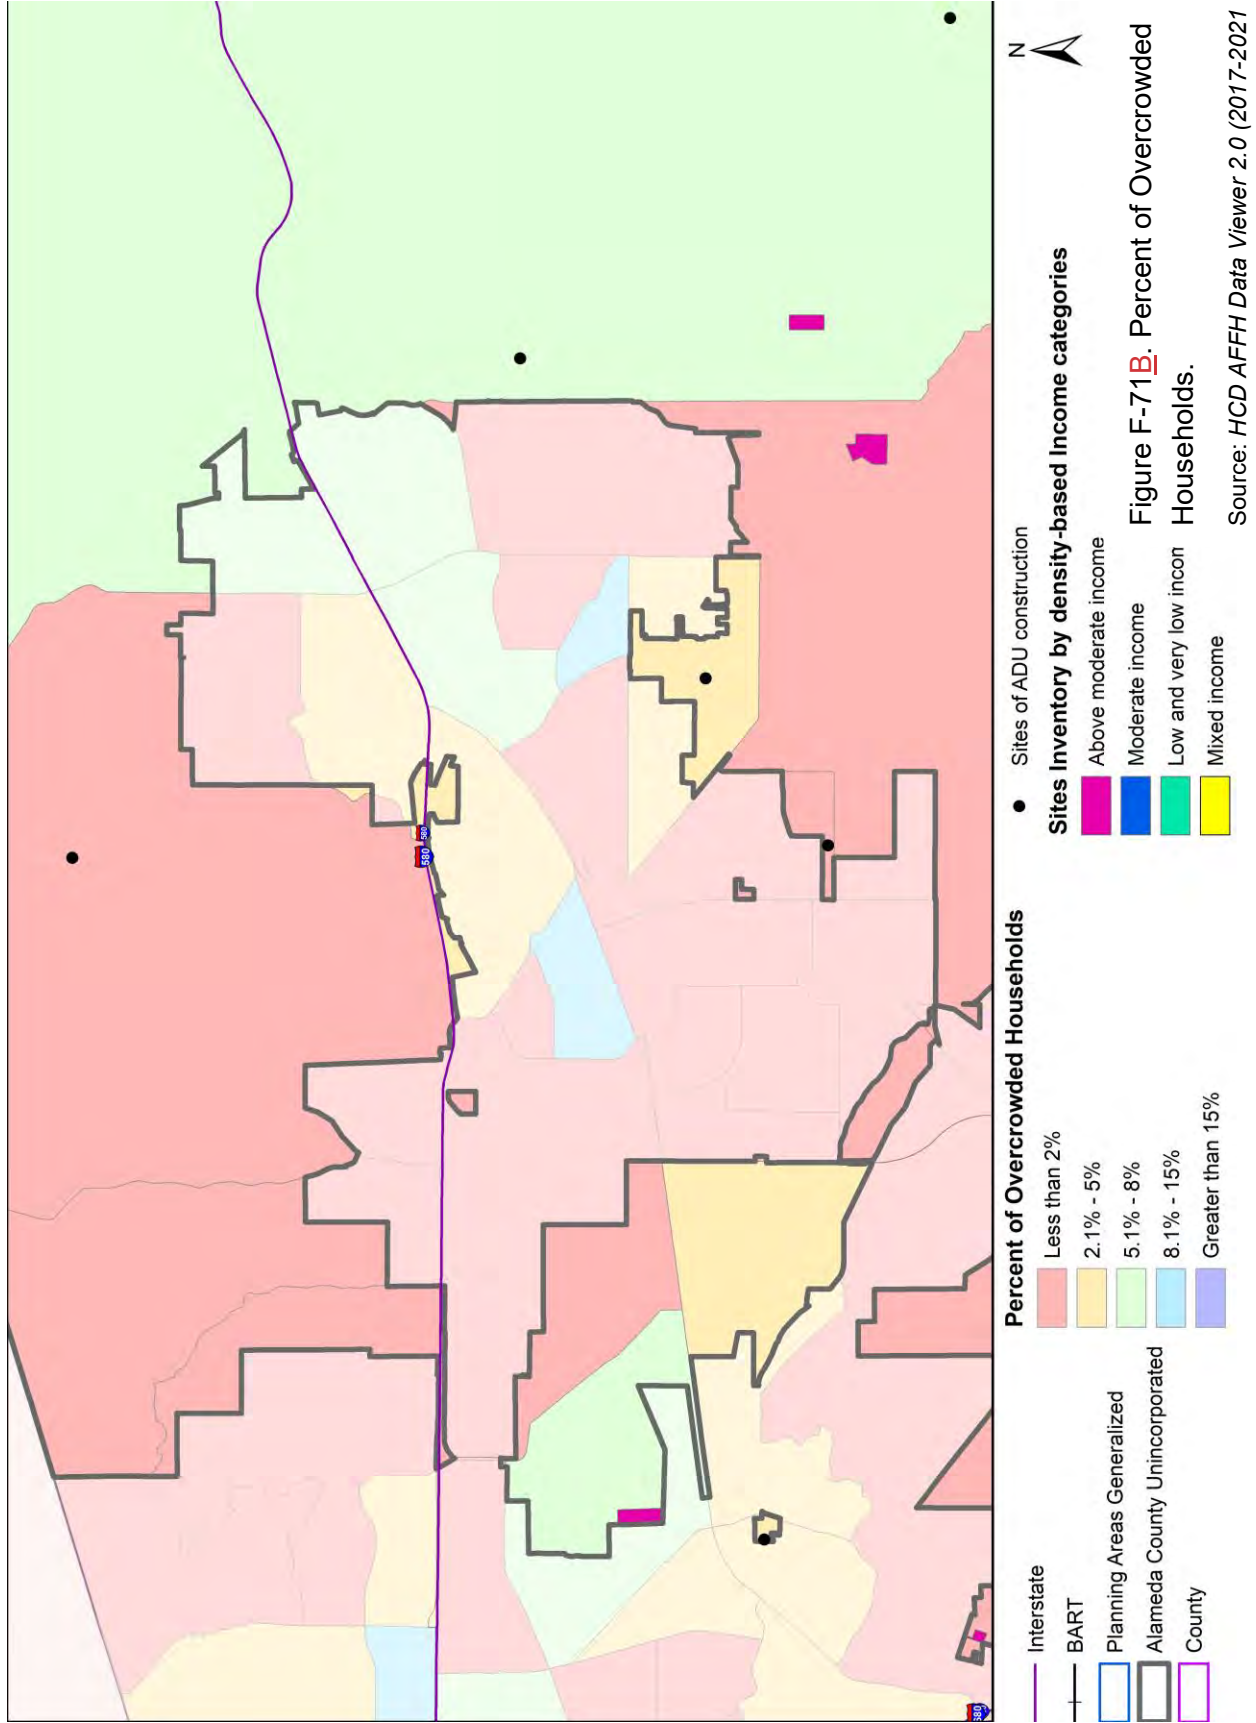 580
580
680
N
Interstate
BART
Planning Areas Generalized
Alameda County Unincorporated
County
Percent of Overcrowded Households
Less than 2%
2.1% - 5%
5.1% - 8%
8.1% - 15%
Greater than 15%
Sites of ADU construction
Sites Inventory by density-based Income categories
Above moderate income
Moderate income
Low and very low incon
Mixed income
Figure F-71B. Percent of Overcrowded
Households.
Source: HCD AFFH Data Viewer 2.0 (2017-2021